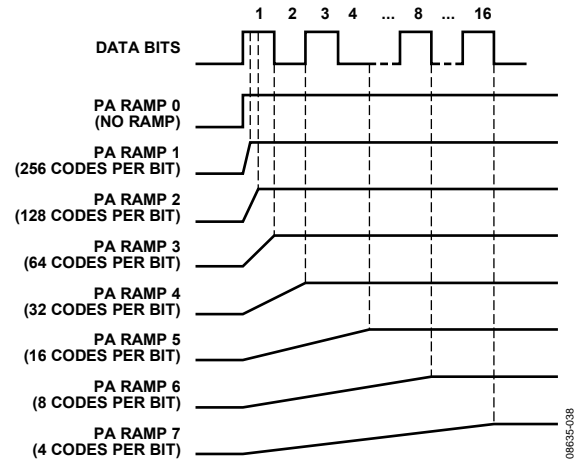 1 2 3 4 ... 8 ... 16
DATA BITS
PA RAMP 0
(NO RAMP)
PA RAMP 1
(256 CODES PER BIT)
PA RAMP 2
(128 CODES PER BIT)
PA RAMP 3
(64 CODES PER BIT)
PA RAMP 4
(32 CODES PER BIT)
PA RAMP 5
(16 CODES PER BIT)
PA RAMP 6
(8 CODES PER BIT)
PA RAMP 7
(4 CODES PER BIT)
08635-038